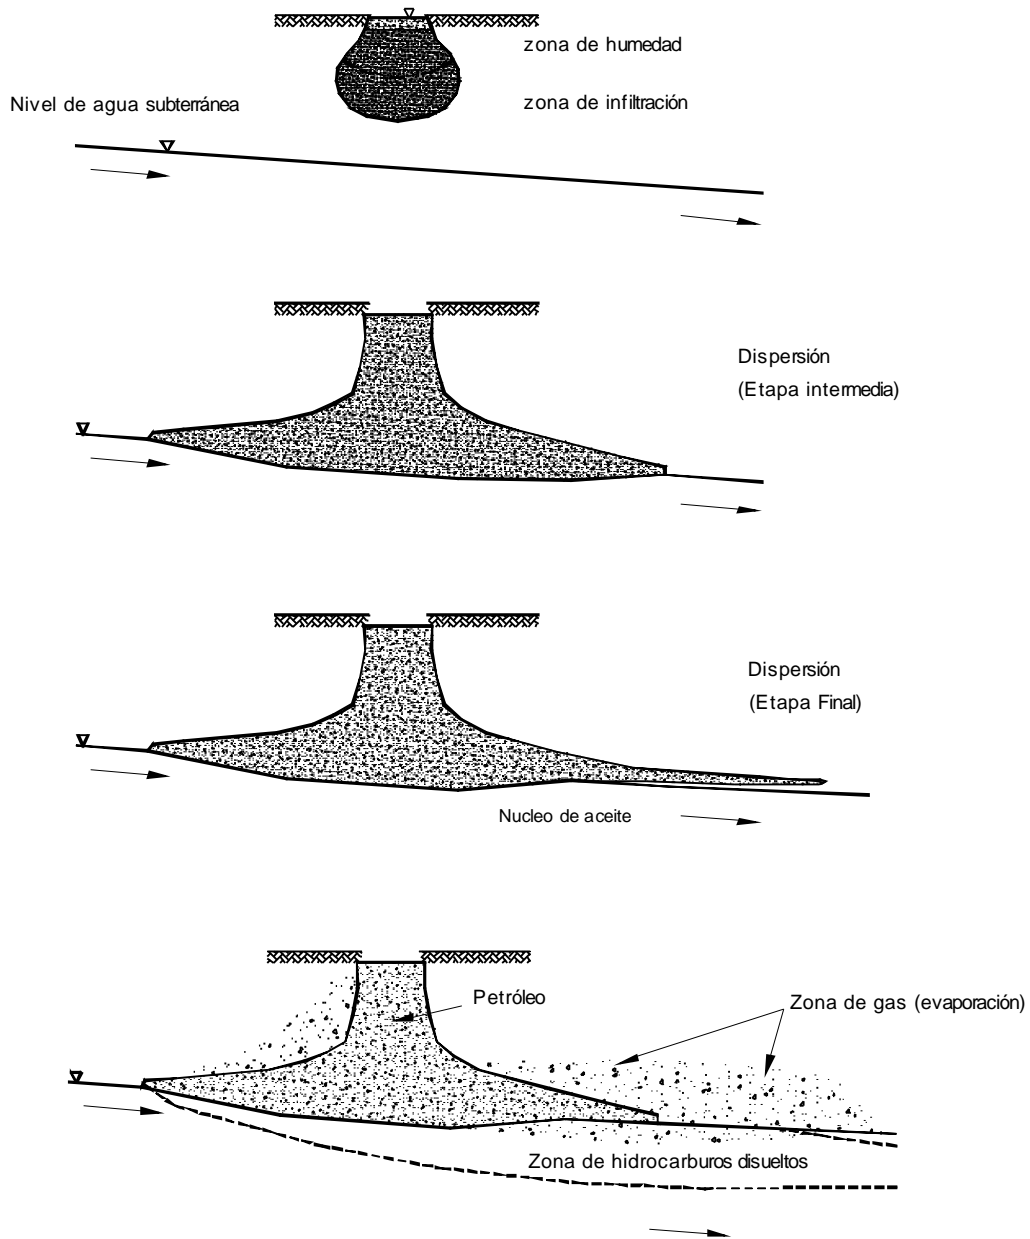 zona de humedad
Nivel de agua subterránea
zona de infiltración
Dispersión
(Etapa intermedia)
Dispersión
(Etapa Final)
Nucleo de aceite
Petróleo
Zona de gas (evaporación)
Zona de hidrocarburos disueltos